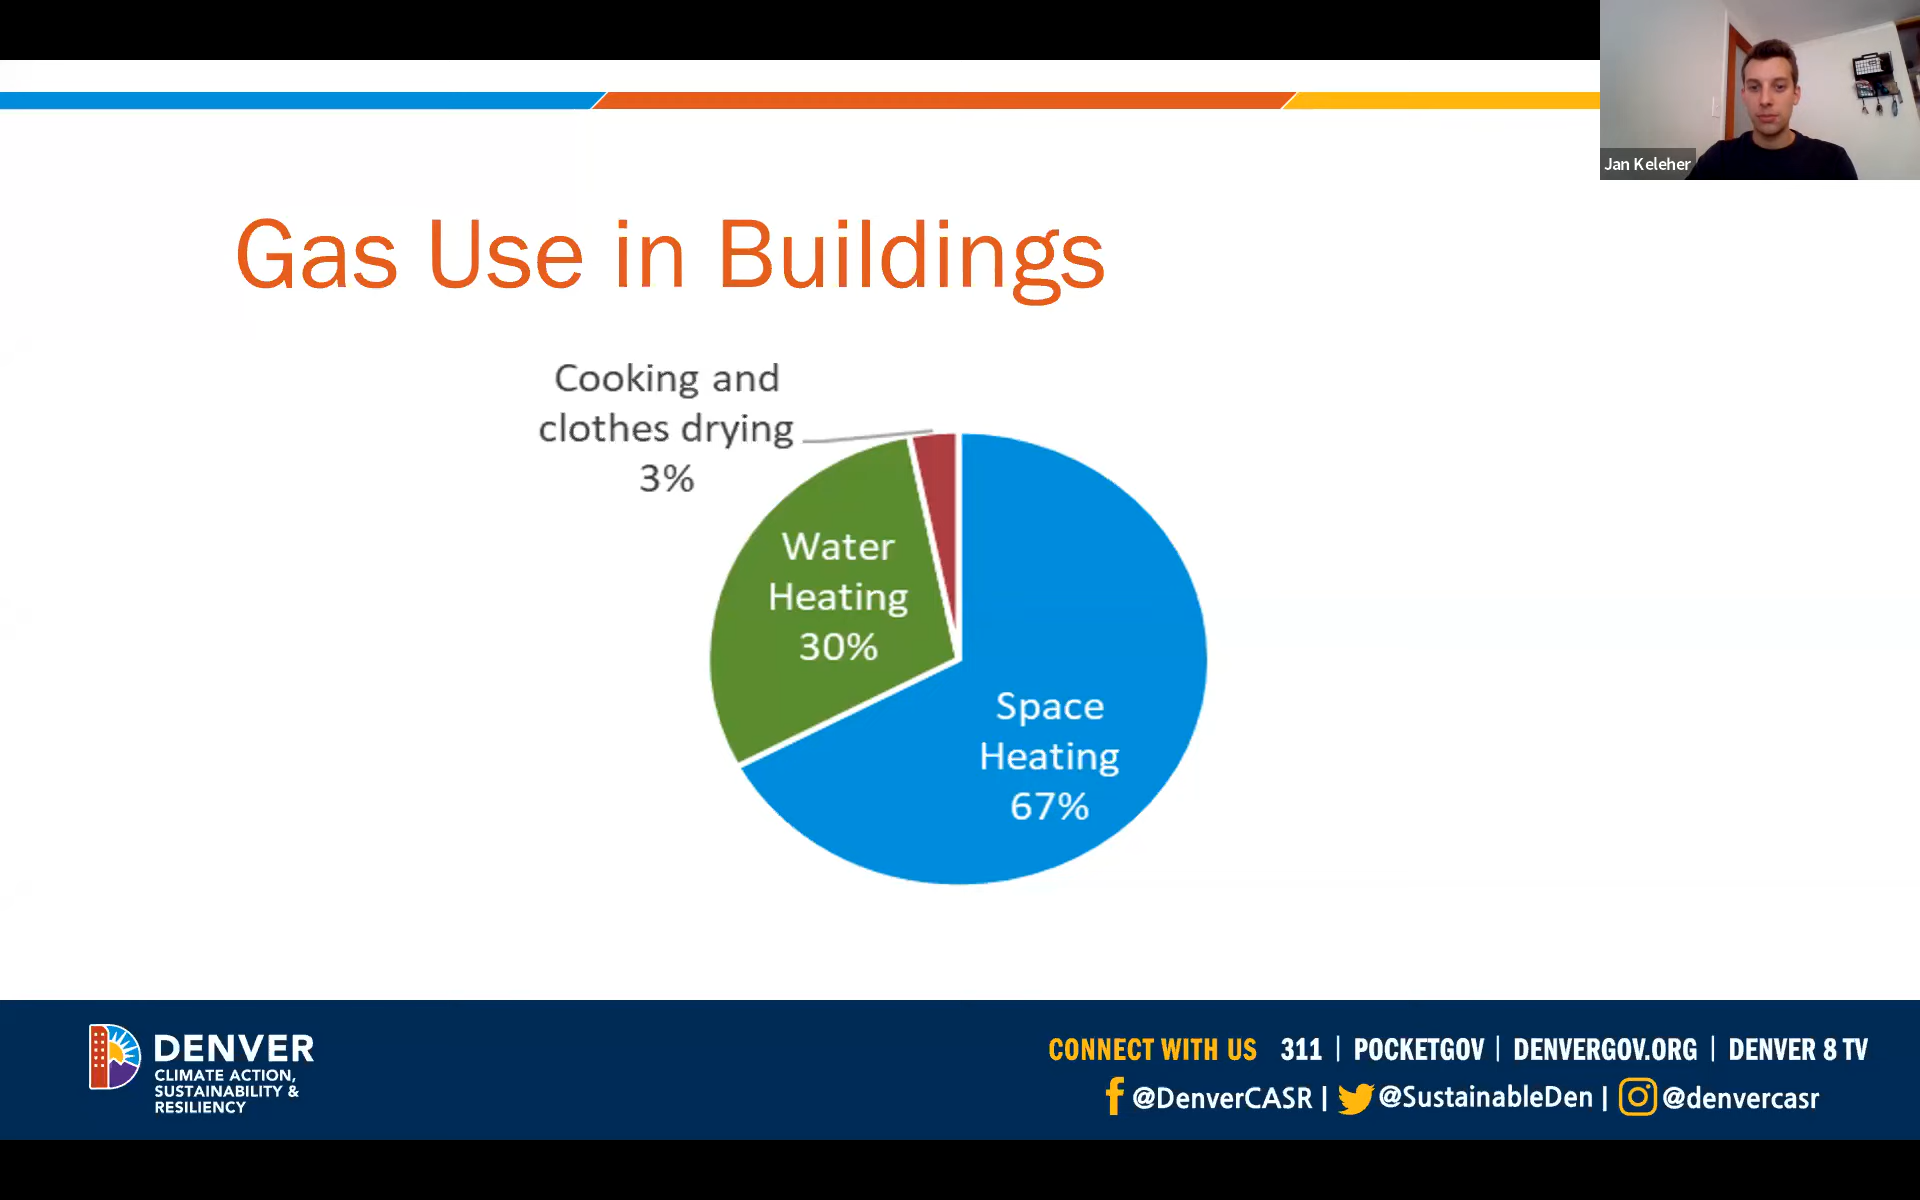 Jan Keleher
Gas Use in Buildings
Cooking and
clothes drying
3%
Water
Heating
30%
Space
Heating
67%
DENVER
CLIMATE ACTION,
SUSTAINABILITY &
RESILIENCY
CONNECT WITH US 311 | POCKETGOV | DENVERGOV.ORG | DENVER 8 TV
@DenverCASR | @SustainableDen | @denvercasr